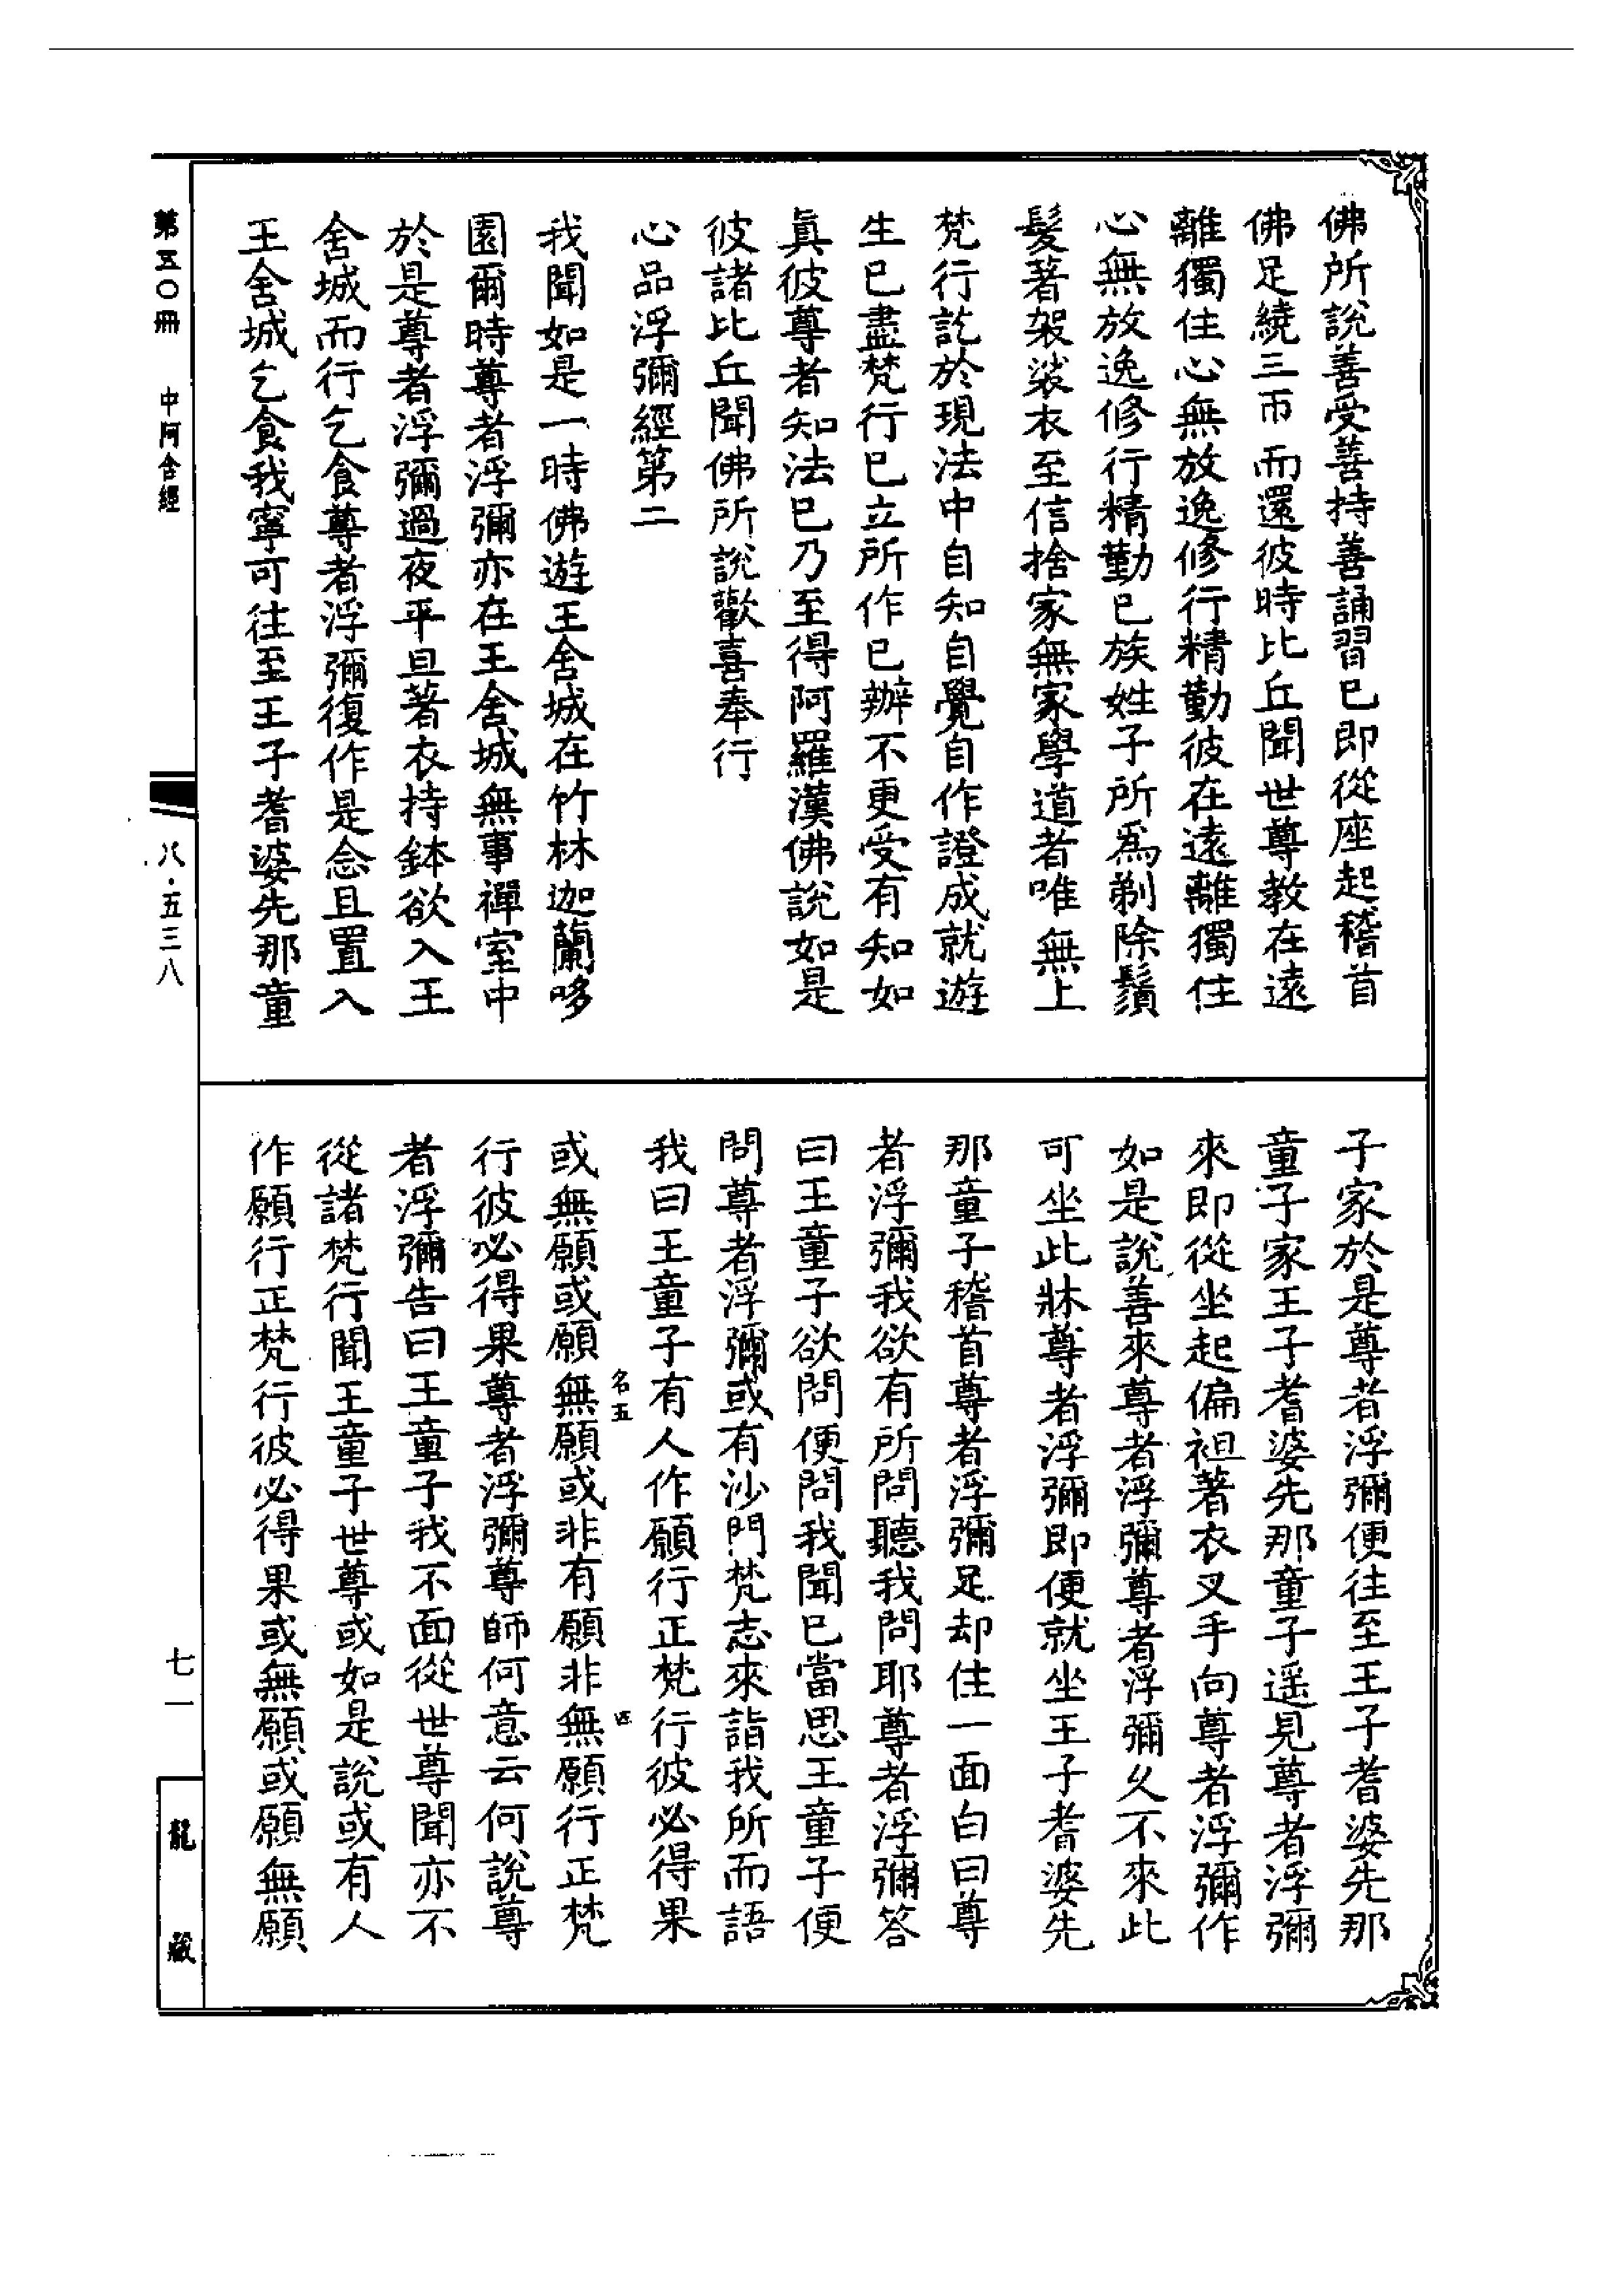 佛所說善受善持善誦習已即從座起稽首
佛足繞三帀而還彼時比丘聞世尊教在遠
離獨住心無放逸修行精勤彼在遠離獨住
心無放逸修行精勤已族姓子所為剃除鬚
髮著袈裟衣至信捨家無家學道者唯無上
梵行訖於現法中自知自覺自作證成就遊
生已盡梵行已立所作已辦不更受有知如
眞彼尊者知法已乃至得阿羅漢佛說如是
彼諸比丘聞佛所說歡喜奉行
心品浮彌經第二
我聞如是一時佛遊王舍城在竹林迦蘭哆
園爾時尊者浮彌亦在王舍城無事禪室中
於是尊者浮彌過夜平旦著衣持鉢欲入王
舍城而行乞食尊者浮彌復作是念且置入
王舍城乞食我寧可往至王子耆婆先那童
子家於是尊者浮彌便往至王子耆婆先那
童子家王子耆婆先那童子遥見尊者浮彌
來即從坐起偏袒著衣叉手向尊者浮彌作
如是說善來尊者浮彌尊者浮彌久不來此
可坐此牀尊者浮彌即便就坐王子耆婆先
那童子稽首尊者浮彌足却住一面白曰尊
者浮彌我欲有所問聽我問耶尊者浮彌答
曰王童子欲問便問我聞已當思王童子便
問尊者浮彌或有沙門梵志來詣我所而語
我曰王童子有人作願行正梵行彼必得果
名五
四
或無願或願無願或非有願非無願行正梵
行彼必得果尊者浮彌尊師何意云何說尊
者浮彌告曰王童子我不面從世尊聞亦不
從諸梵行聞王童子世尊或如是說或有人
作願行正梵行彼必得果或無願或願無願
第五〇冊
中阿含經
八·五三八
七一
龍藏